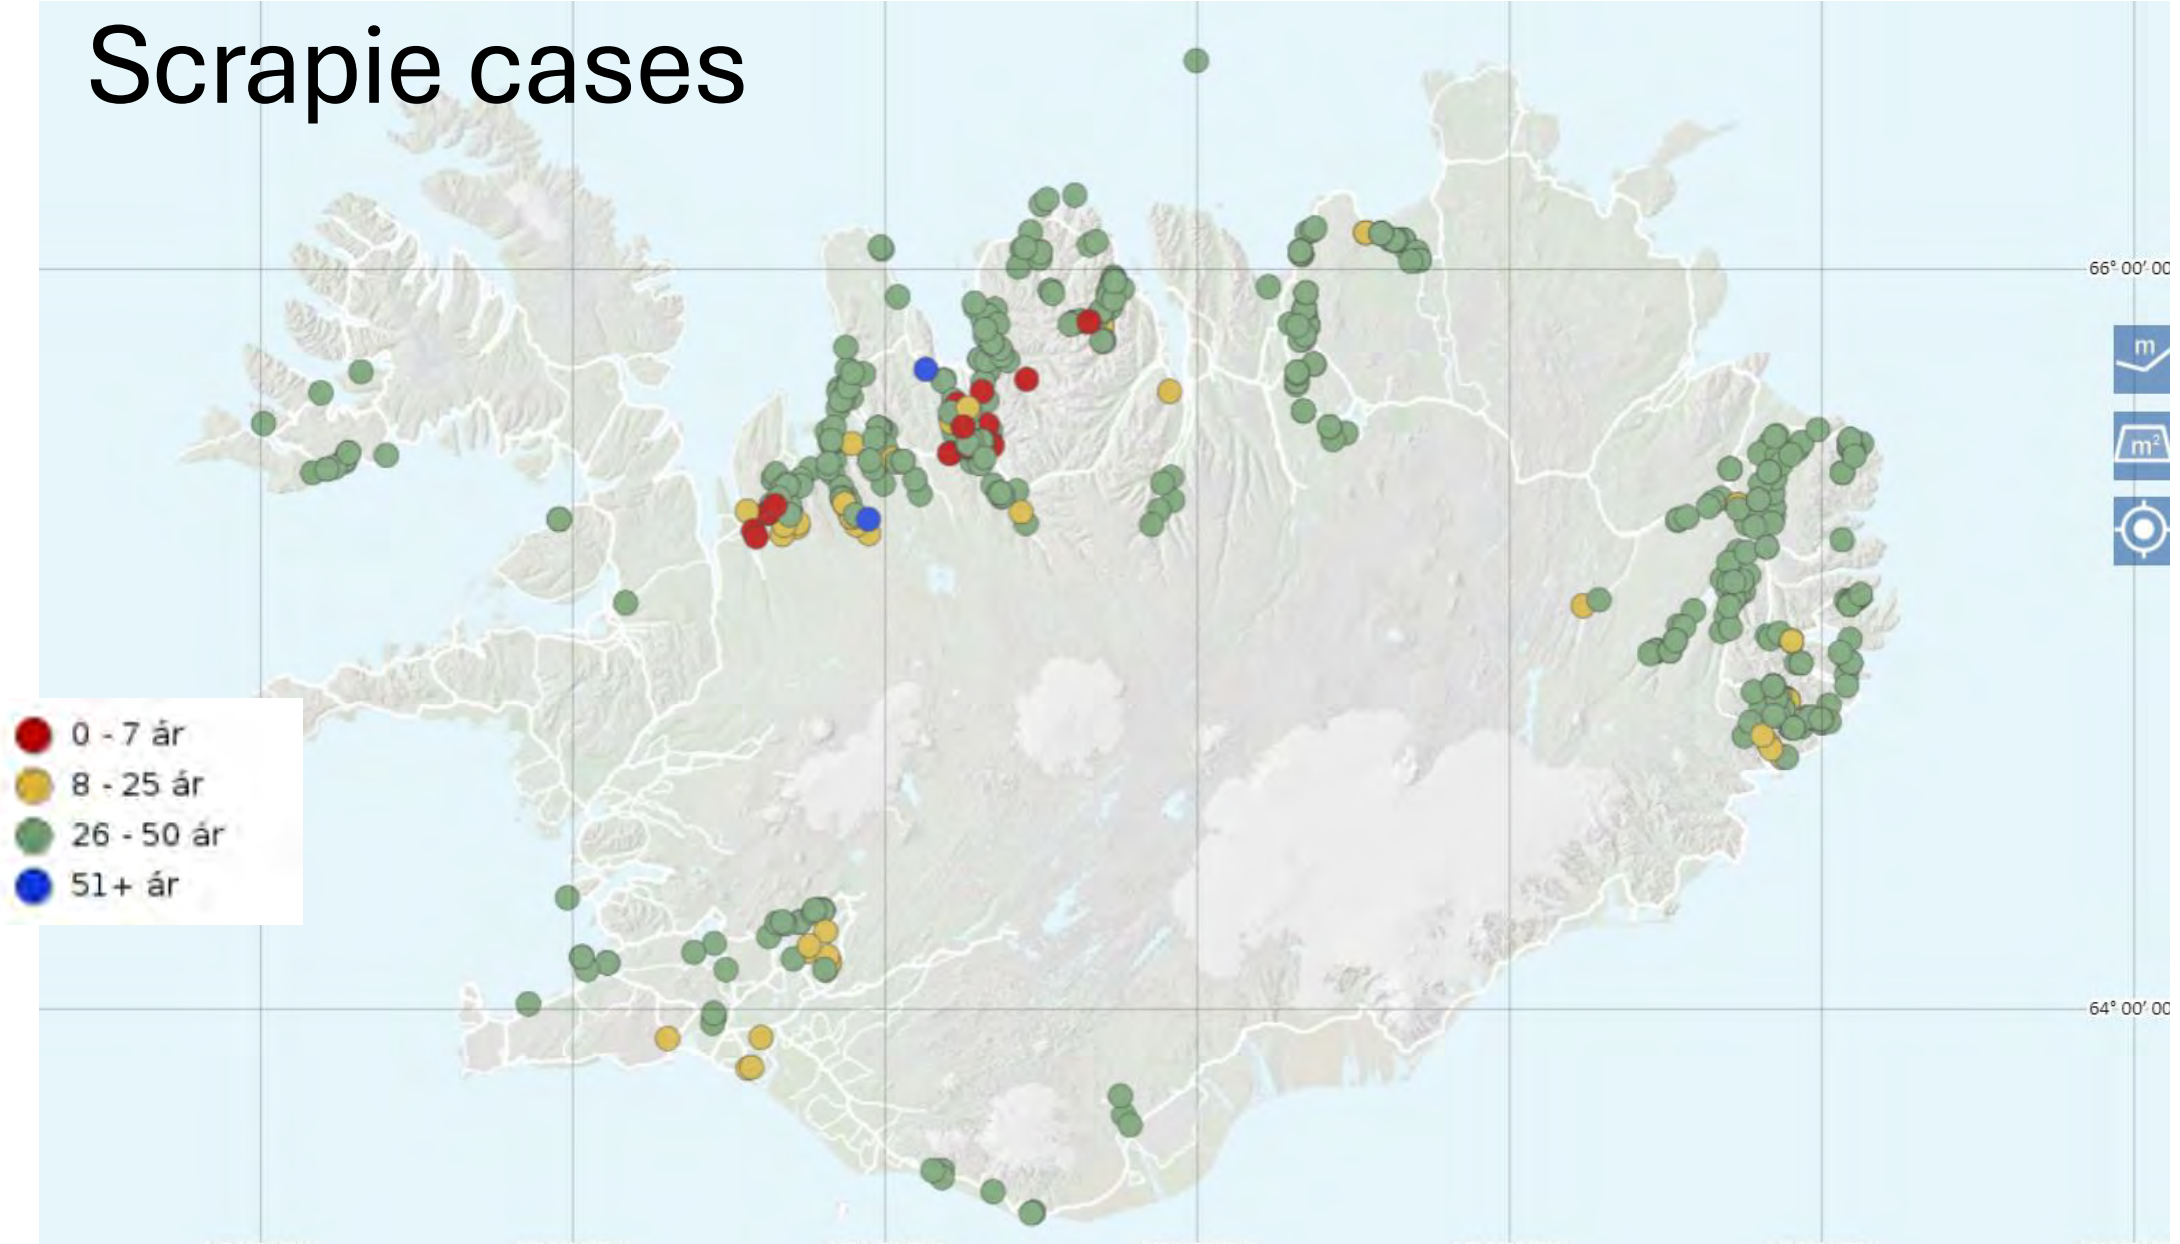 Scrapie cases
66° 00′ 00
m
m²
0 - 7 ár
8 - 25 ár
26 - 50 ár
51+ ár
64° 00′ 00